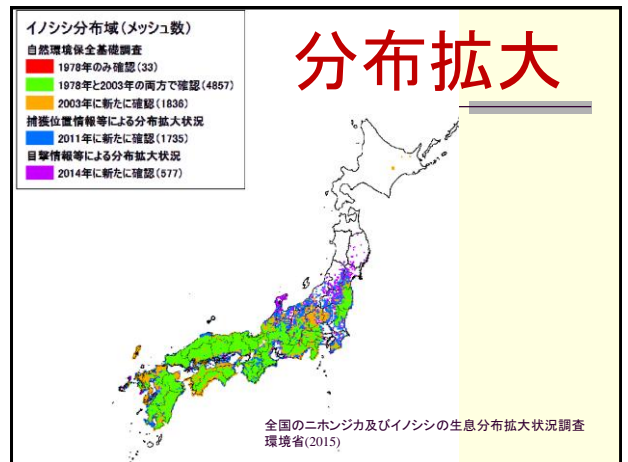 イノシシ分布域(メッシュ数)
自然環境保全基礎調査
1978年のみ確認(33)
1978年と2003年の両方で確認(4857)
2003年に新たに確認(1836)
捕獲位置情報等による分布拡大状況
2011年に新たに確認(1735)
目撃情報等による分布拡大状況
2014年に新たに確認(577)
分布拡大
全国のニホンジカ及びイノシシの生息分布拡大状況調査
環境省(2015)